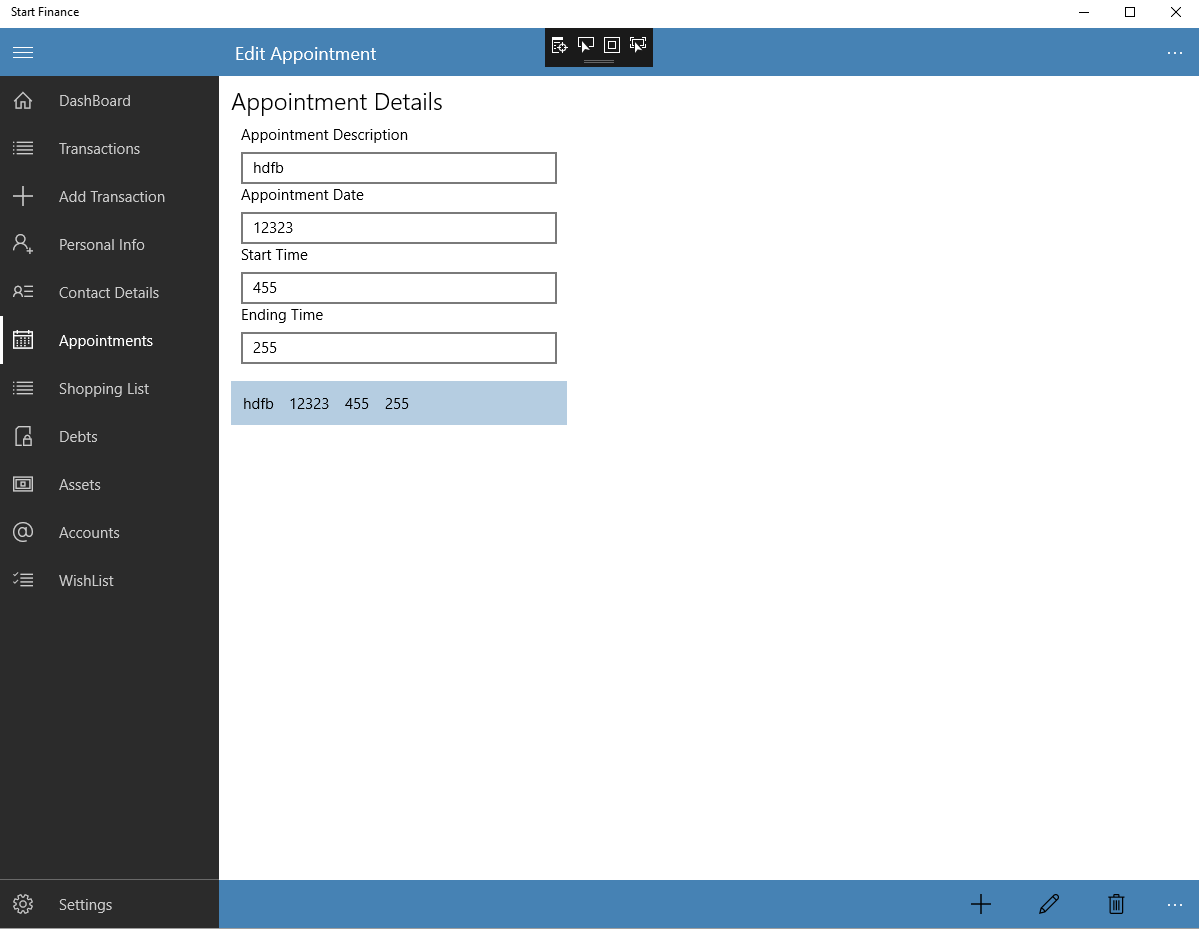 Start Finance
Edit Appointment
DashBoard
Transactions
Add Transaction
Personal Info
Contact Details
Appointments
Shopping List
Debts
Assets
Accounts
WishList
Settings
Appointment Details
Appointment Description
hdfb
Appointment Date
12323
Start Time
455
Ending Time
255
hdfb 12323 455 255